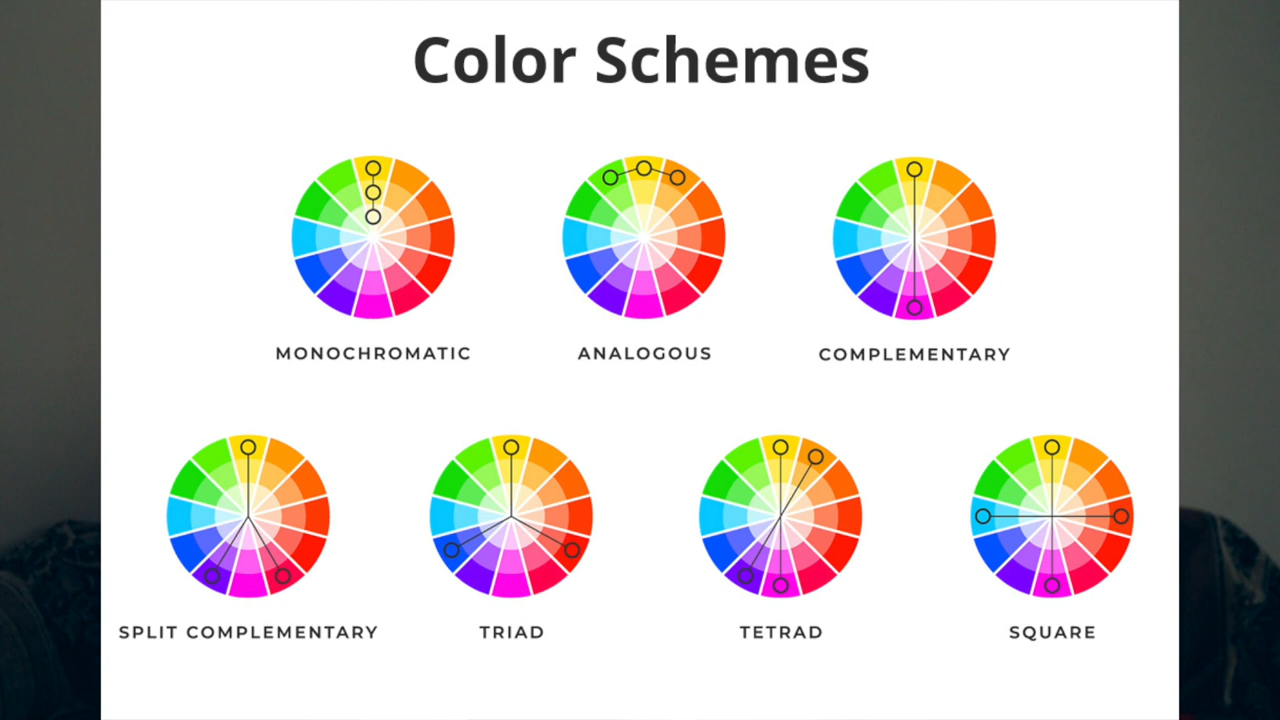 Color Schemes
MONOCHROMATIC
ANALOGOUS
COMPLEMENTARY
SPLIT COMPLEMENTARY
TRIAD
TETRAD
SQUARE